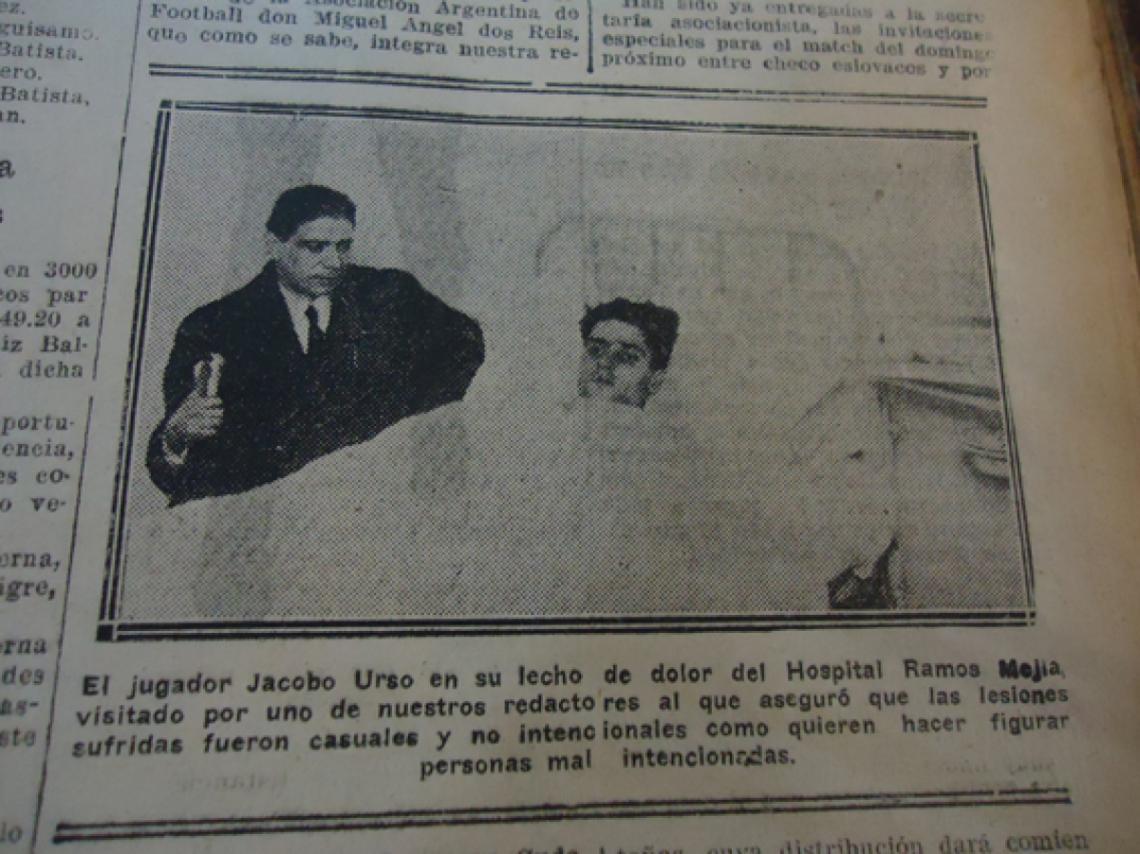 ez.
guisamo.
Batista.
ero.
Batista,
an.
a
en 3000
cos par
49.20 a
iz Bal-
dicha
portu-
encia,
es co-
o ve-
erna,
igre,
erna
des
as-
ste
lo
de la Asociación Argentina de
Football don Miguel Angel dos Reis,
que como se sabe, integra nuestra re-
Han sido ya entregadas a la secre
taría asociacionista, las invitaciones
especiales para el match del domingo
próximo entre checo eslovacos y por
El jugador Jacobo Urso en su lecho de dolor del Hospital Ramos Mejia,
visitado por uno de nuestros redactores al que aseguró que las lesiones
sufridas fueron casuales y no intencionales como quieren hacer figurar
personas mal intencionadas.
cuya distribución dará comien